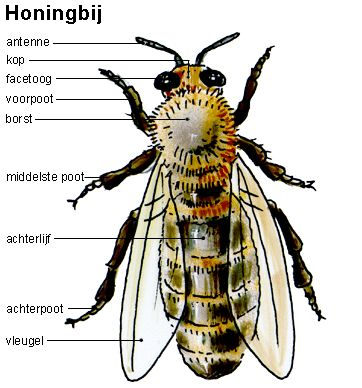 Honingbij
antenne
kop
facetoog
voorpoot
borst
middelste poot
achterlijf
achterpoot
vleugel